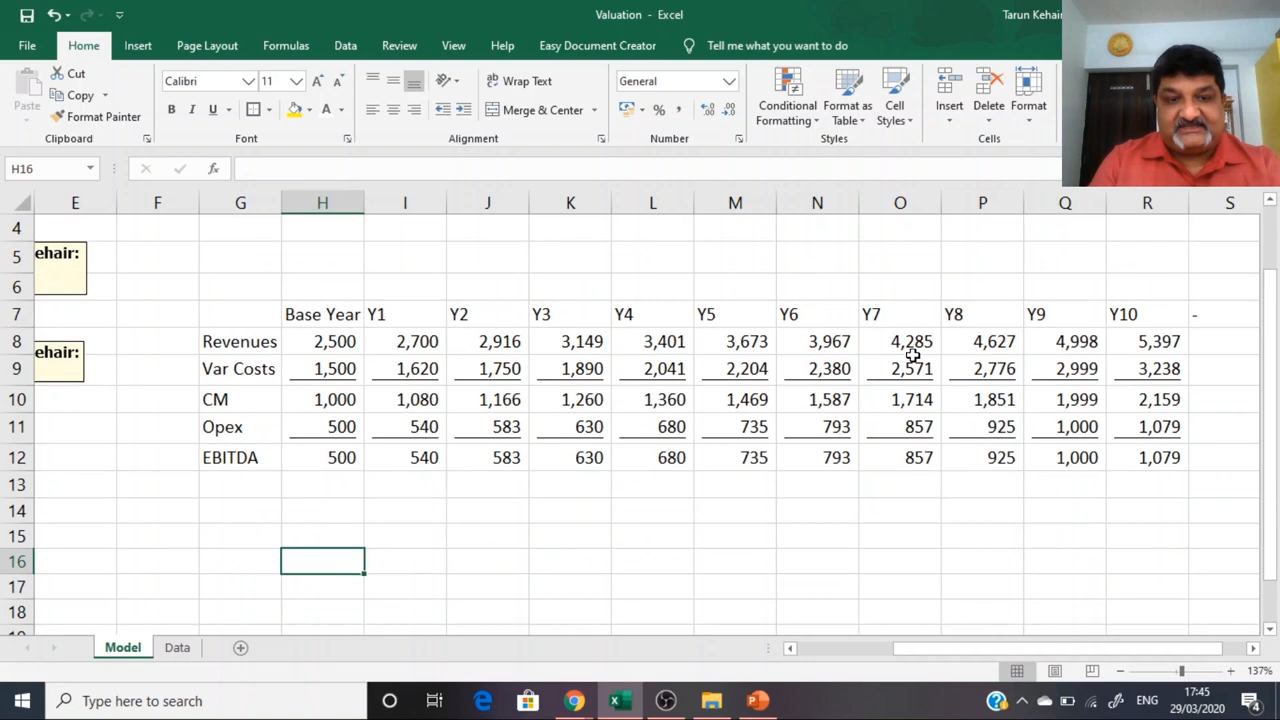 Valuation - Excel
Tarun Kehair
File Home Insert Page Layout Formulas Data Review View Help Easy Document Creator Tell me what you want to do
Paste
Cut
Copy
Format Painter
Clipboard
Calibri 11
B I U A
Font
Wrap Text
Merge & Center
Alignment
General
%
Number
Conditional Formatting
Format as Table
Cell Styles
Styles
Insert Delete Format
Cells
H16 fx
E F G H I J K L M N O P Q R S
4
5 ehair:
6
7 Base Year Y1 Y2 Y3 Y4 Y5 Y6 Y7 Y8 Y9 Y10 -
8 ehair: Revenues 2,500 2,700 2,916 3,149 3,401 3,673 3,967 4,285 4,627 4,998 5,397
9 Var Costs 1,500 1,620 1,750 1,890 2,041 2,204 2,380 2,571 2,776 2,999 3,238
10 CM 1,000 1,080 1,166 1,260 1,360 1,469 1,587 1,714 1,851 1,999 2,159
11 Opex 500 540 583 630 680 735 793 857 925 1,000 1,079
12 EBITDA 500 540 583 630 680 735 793 857 925 1,000 1,079
13
14
15
16
17
18
Model Data
137%
Type here to search
ENG
17:45
29/03/2020
4